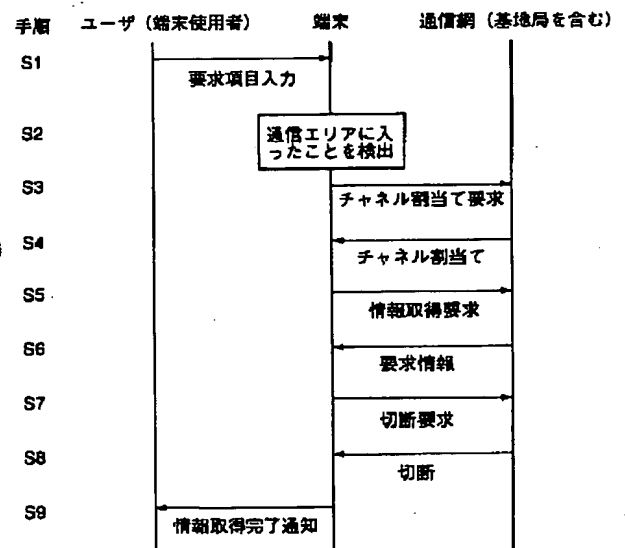 手順 ユーザ（端末使用者） 端末 通信網（基地局を含む）
S1
要求項目入力
S2
通信エリアに入
ったことを検出
S3
チャネル割当て要求
S4
チャネル割当て
S5
情報取得要求
S6
要求情報
S7
切断要求
S8
切断
S9
情報取得完了通知